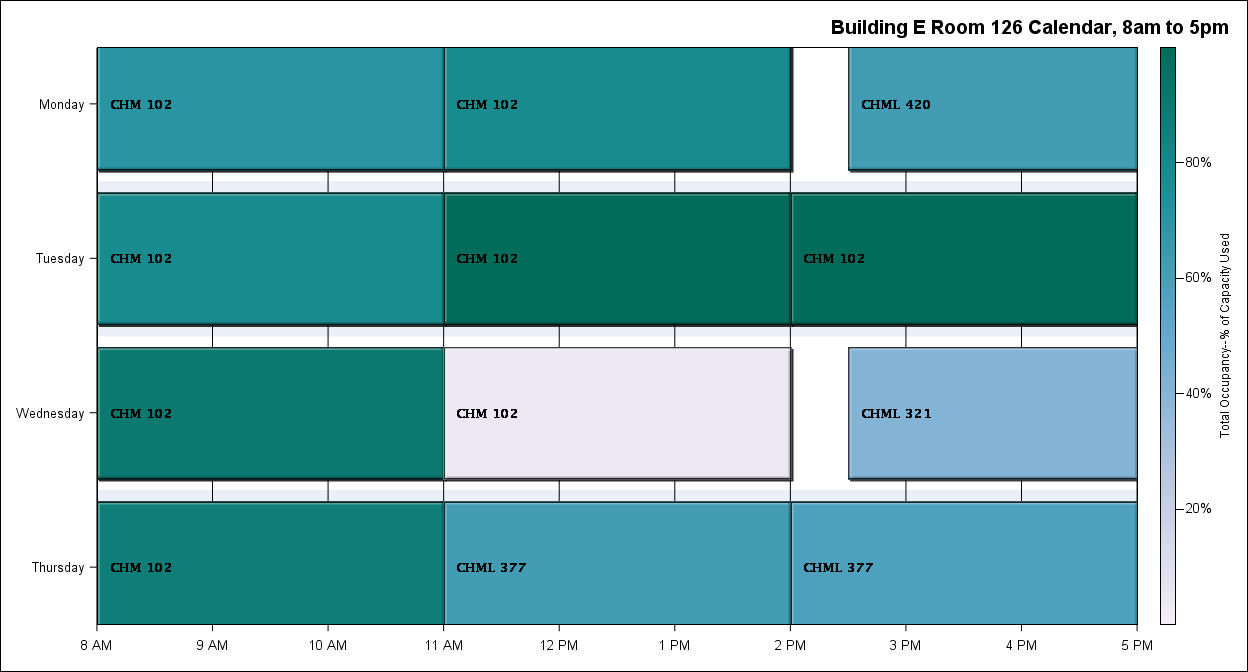 Building E Room 126 Calendar, 8am to 5pm
Monday
CHM 102
CHM 102
CHML 420
Tuesday
CHM 102
CHM 102
CHM 102
Wednesday
CHM 102
CHM 102
CHML 321
Thursday
CHM 102
CHML 377
CHML 377
8 AM
9 AM
10 AM
11 AM
12 PM
1 PM
2 PM
3 PM
4 PM
5 PM
80%
60%
40%
20%
Total Occupancy--% of Capacity Used